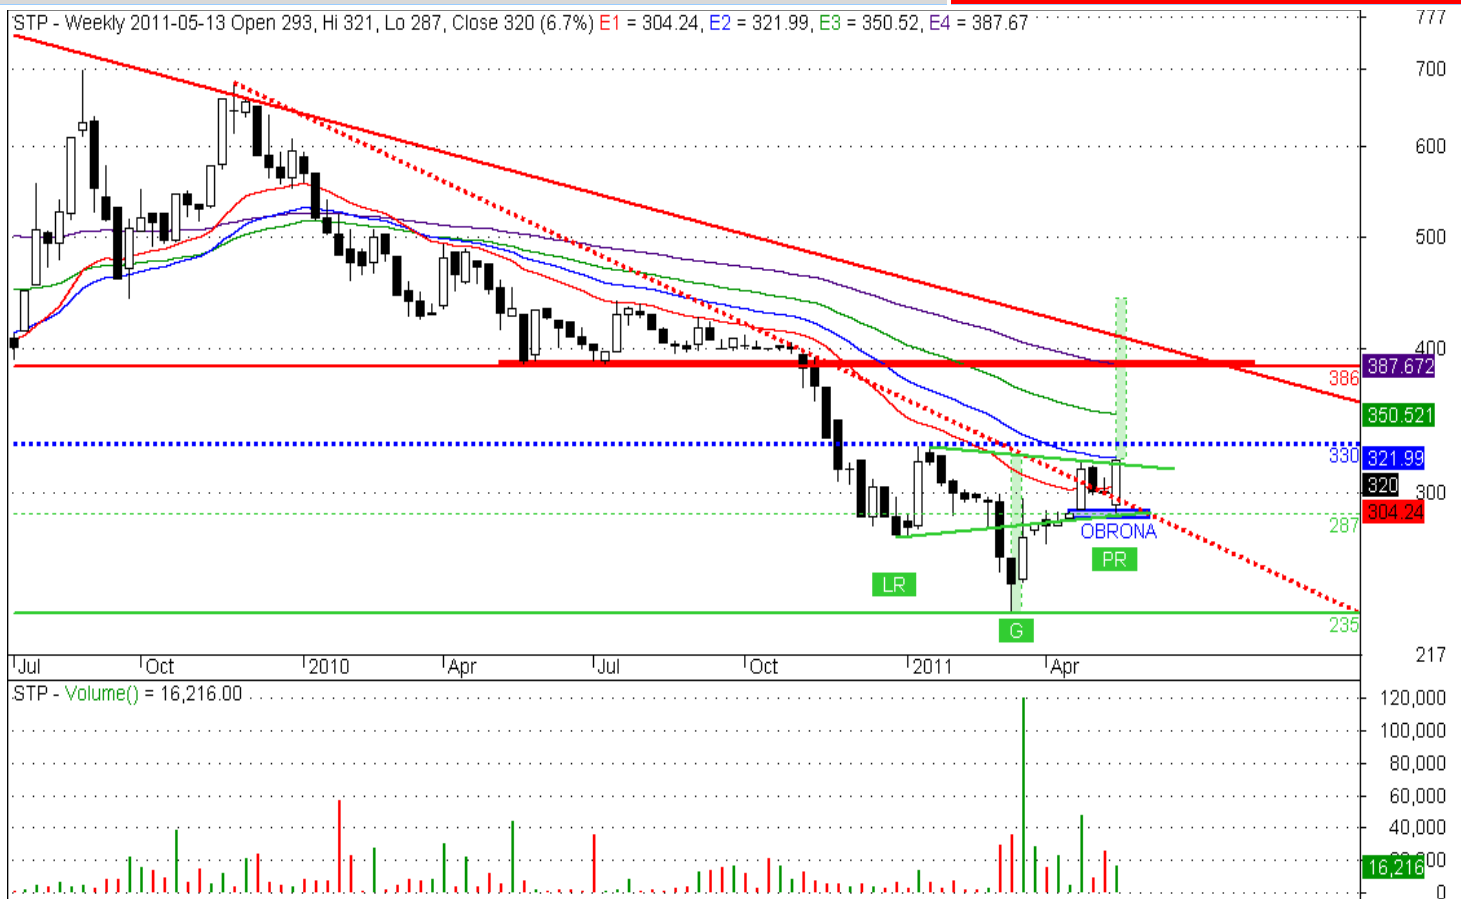 STP - Weekly 2011-05-13 Open 293, Hi 321, Lo 287, Close 320 (6.7%) E1 = 304.24, E2 = 321.99, E3 = 350.52, E4 = 387.67
777
700
600
500
400
387.672
386
350.521
330
321.99
320
300
304.24
287
OBRONA
PR
LR
G
235
217
Jul
Oct
2010
Apr
Jul
Oct
2011
Apr
STP - Volume() = 16,216.00
120,000
100,000
80,000
60,000
40,000
16,216
0